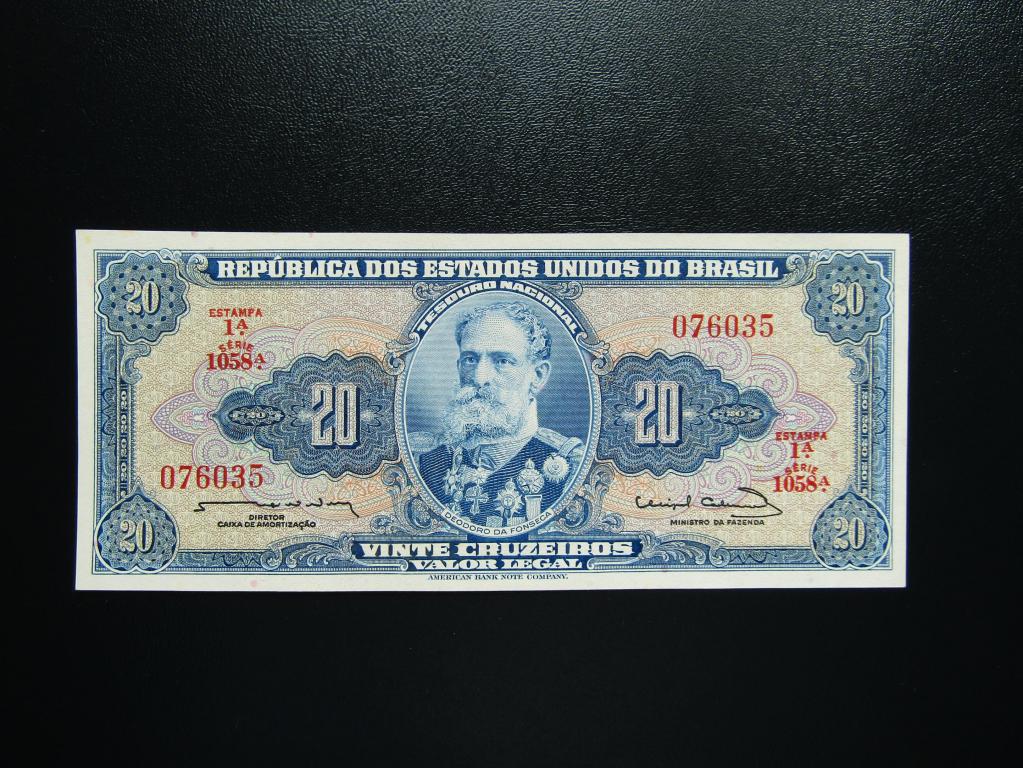 REPÚBLICA DOS ESTADOS UNIDOS DO BRASIL
TESOURO NACIONAL
20
20
ESTAMPA
1ª.
SÉRIE
1058ª.
076035
20
20
20
20
076035
ESTAMPA
1ª.
SÉRIE
1058ª.
DIRETOR
CAIXA DE AMORTIZAÇÃO
DEODORO DA FONSECA
MINISTRO DA FAZENDA
20
20
VINTE CRUZEIROS
VALOR LEGAL
AMERICAN BANK NOTE COMPANY.